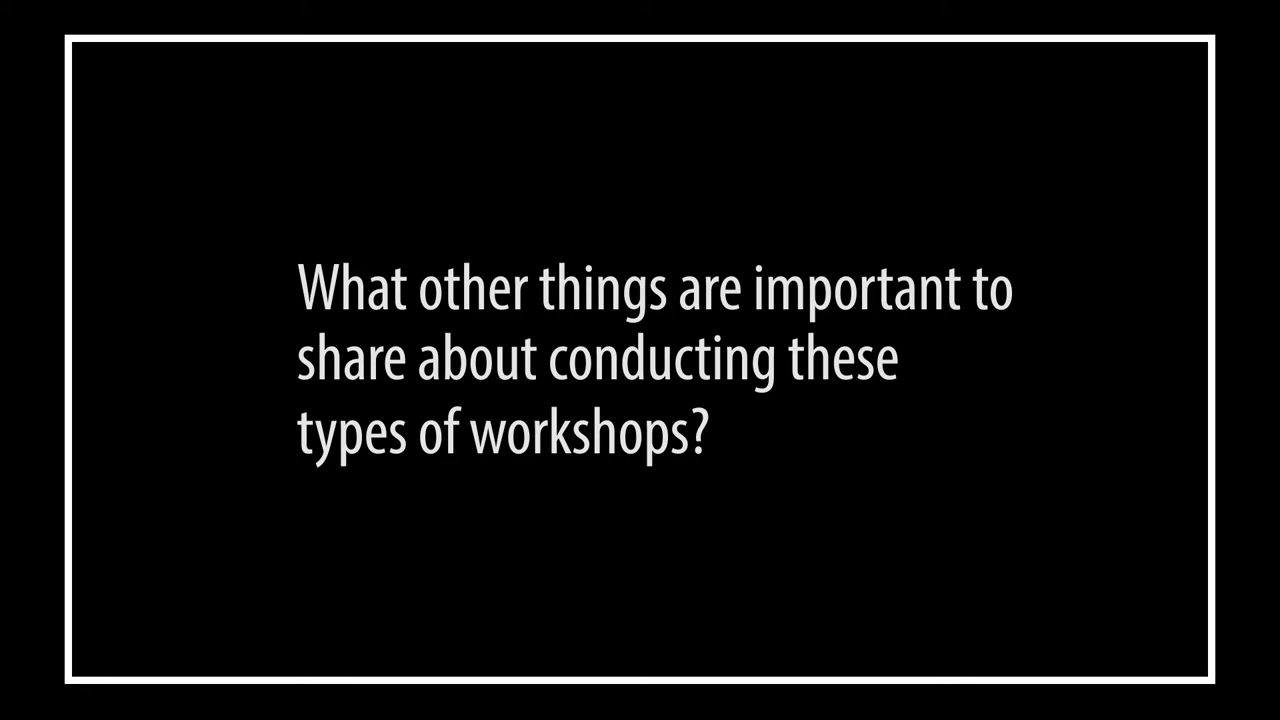 What other things are important to
share about conducting these
types of workshops?